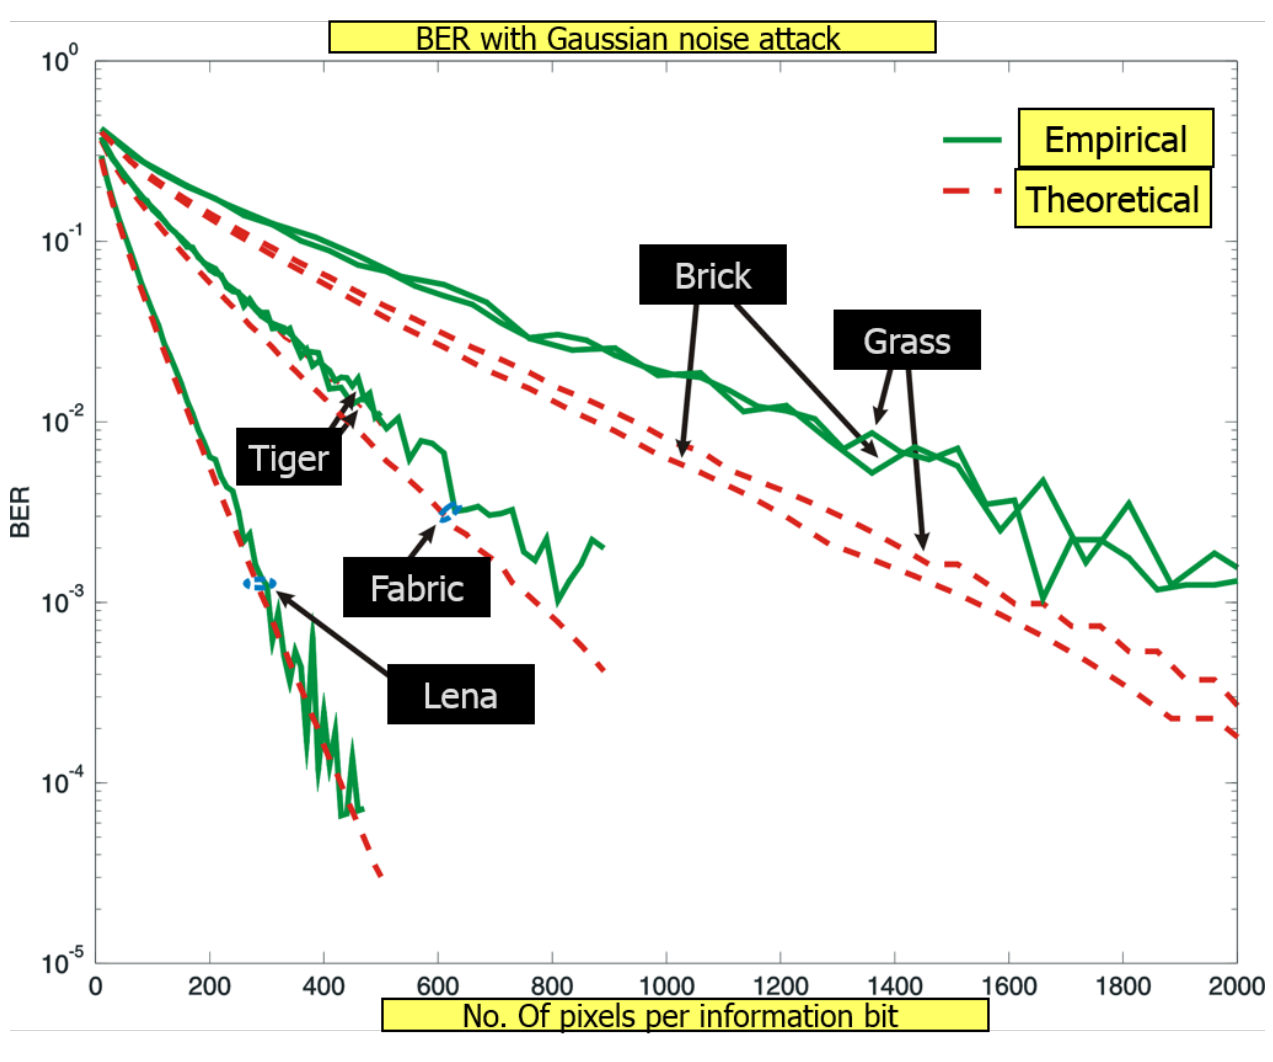 BER with Gaussian noise attack
10^0
10^-1
10^-2
10^-3
10^-4
10^-5
BER
Empirical
Theoretical
Brick
Grass
Tiger
Fabric
Lena
0 200 400 600 800 1000 1200 1400 1600 1800 2000
No. Of pixels per information bit